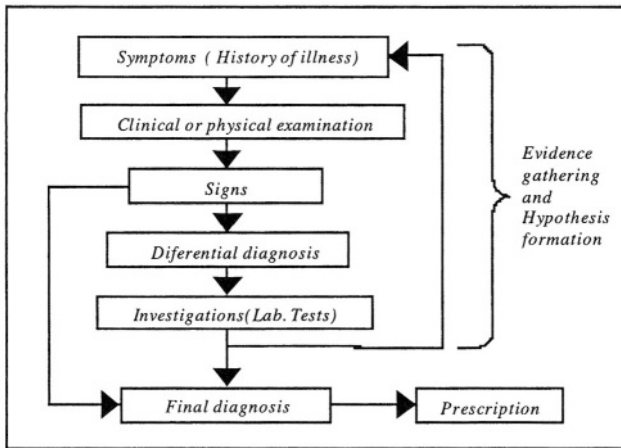 Symptoms ( History of illness)
Clinical or physical examination
Signs
Diferential diagnosis
Investigations(Lab. Tests)
Final diagnosis
Prescription
Evidence
gathering
and
Hypothesis
formation